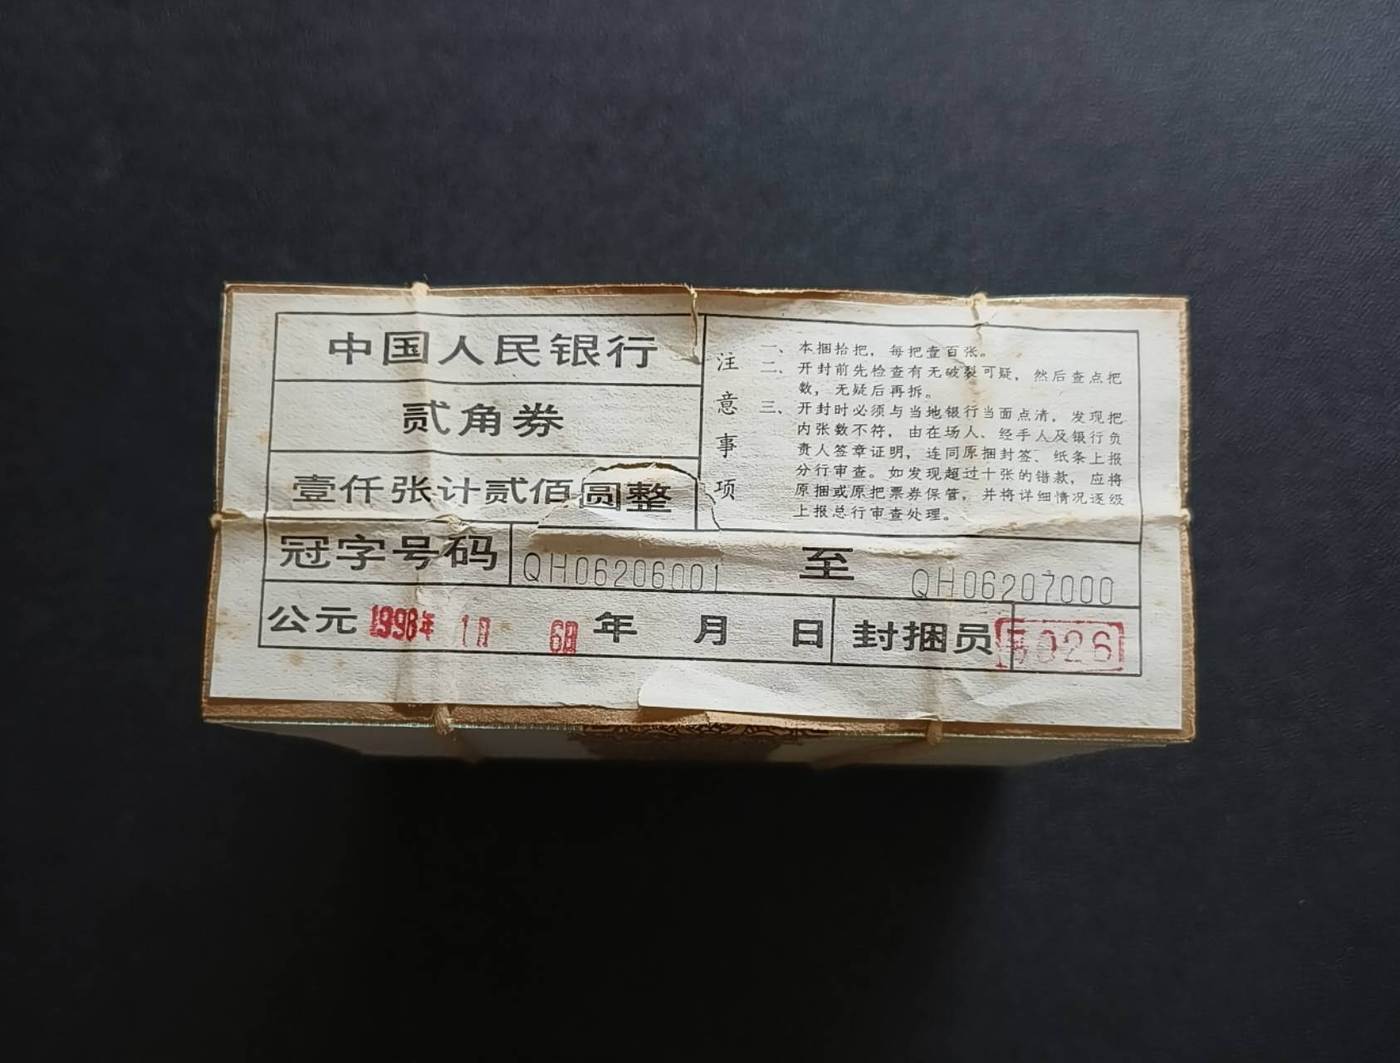 中国人民银行
贰角券
壹仟张计贰佰圆整
注意事项
一、本捆拾把，每把壹百张。
二、开封前先检查有无破裂可疑，然后查点把
数，无疑后再拆。
三、开封时必须与当地银行当面点清，发现把
内张数不符，由在场人、经手人及银行负
责人签章证明，连同原捆封签、纸条上报
分行审查。如发现超过十张的错款，应将
原捆或原把票券保管，并将详细情况逐级
上报总行审查处理。
冠字号码 QH06206001 至 QH06207000
公元 1998年 1月 6日 年 月 日 封捆员 026